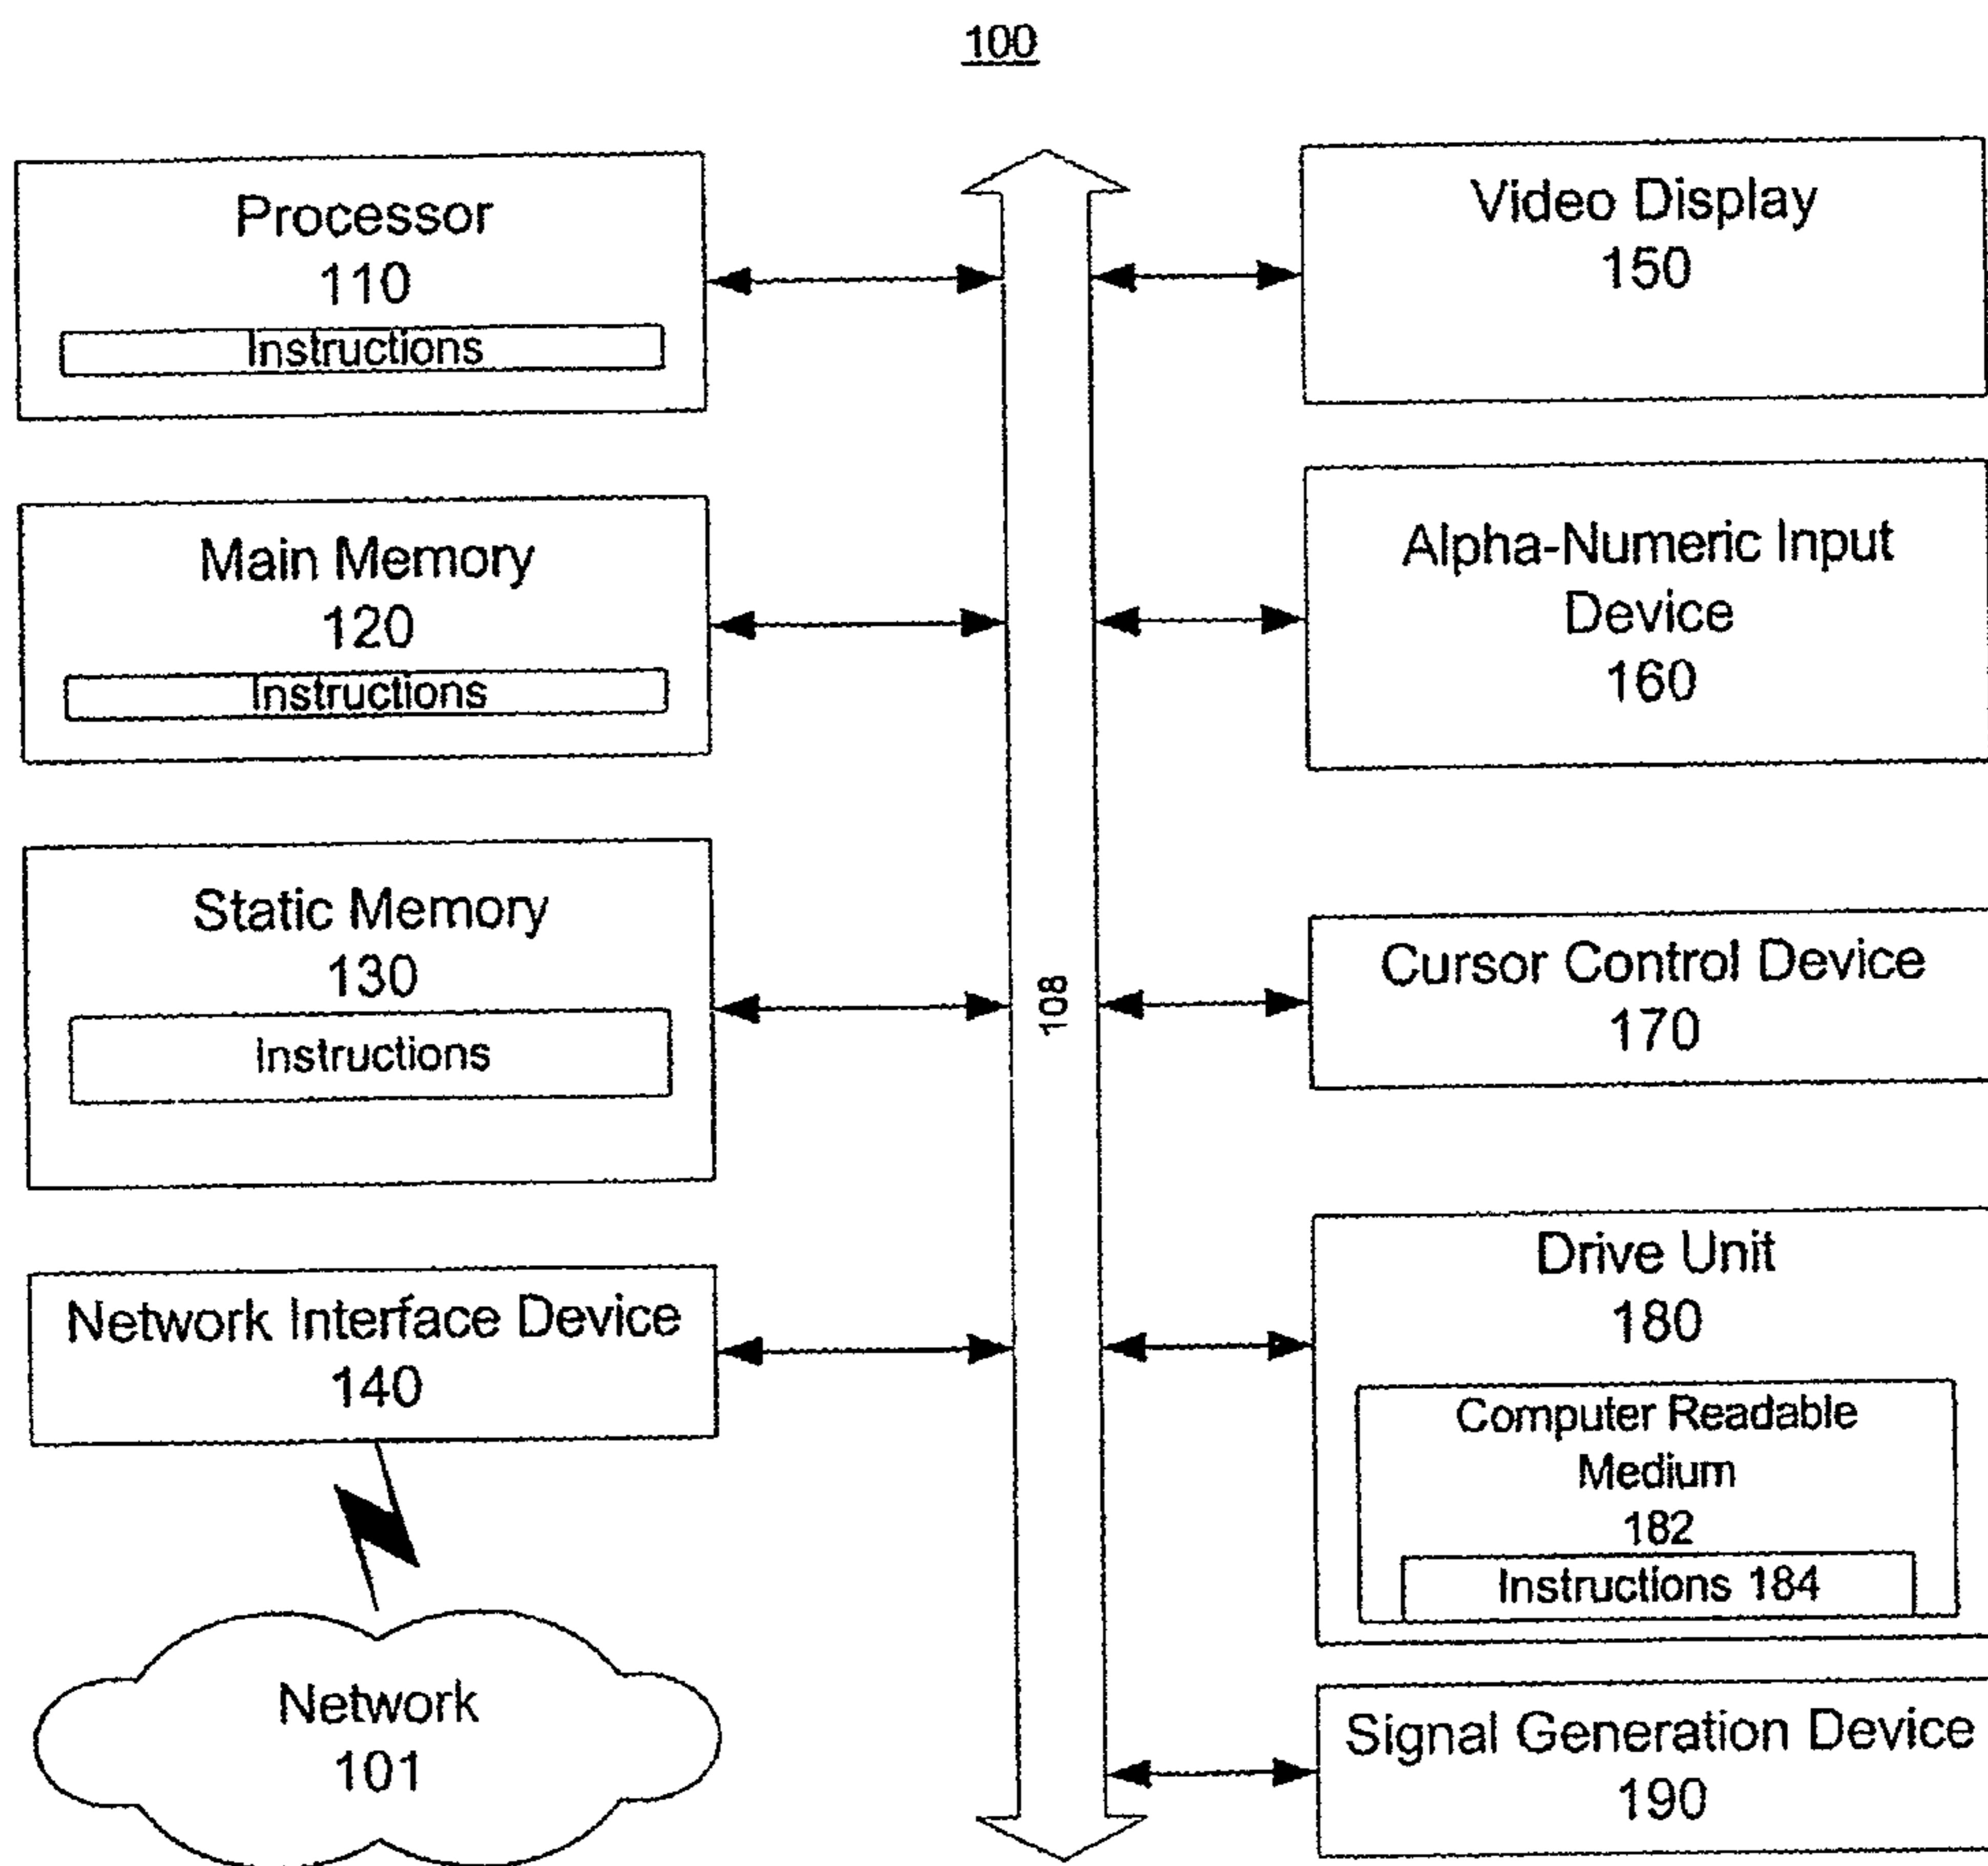 100
Processor
110
Instructions
Main Memory
120
Instructions
Static Memory
130
Instructions
Network Interface Device
140
Network
101
108
Video Display
150
Alpha-Numeric Input
Device
160
Cursor Control Device
170
Drive Unit
180
Computer Readable
Medium
182
Instructions 184
Signal Generation Device
190